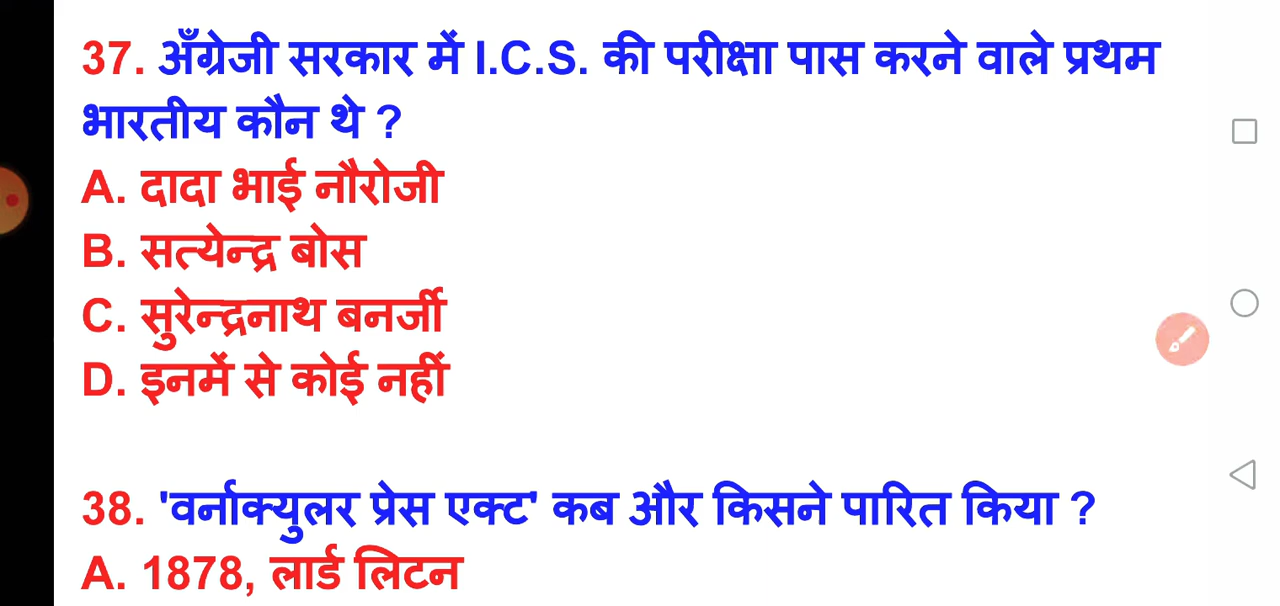 37. अँग्रेजी सरकार में I.C.S. की परीक्षा पास करने वाले प्रथम
भारतीय कौन थे ?
A. दादा भाई नौरोजी
B. सत्येन्द्र बोस
C. सुरेन्द्रनाथ बनर्जी
D. इनमें से कोई नहीं
38. 'वर्नाक्युलर प्रेस एक्ट' कब और किसने पारित किया ?
A. 1878, लार्ड लिटन